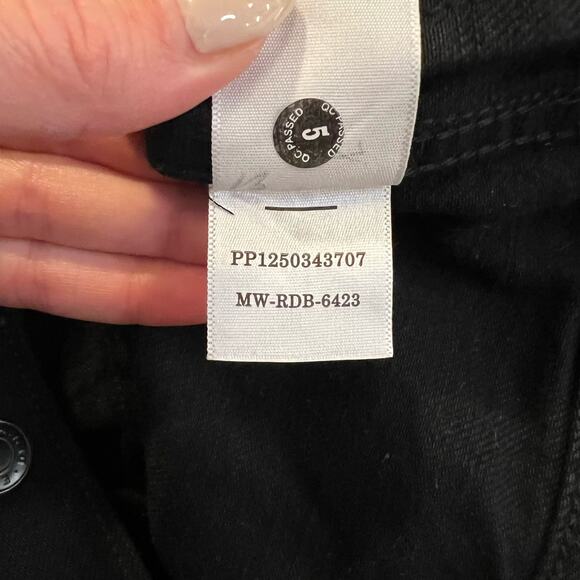 QC PASSED
5
QC PASSED
PP1250343707
MW-RDB-6423